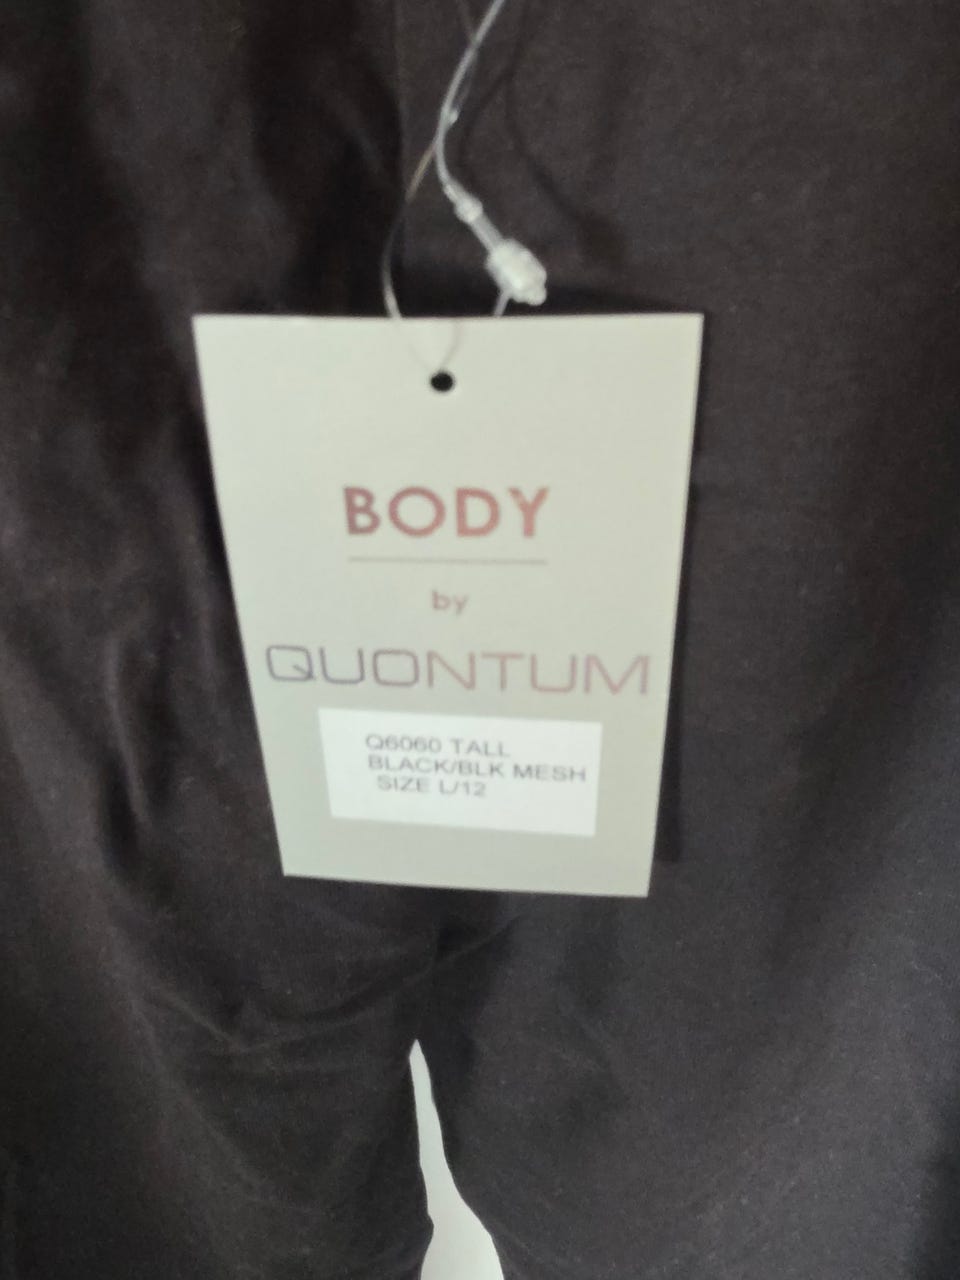 BODY
by
QUONTUM
Q6060 TALL
BLACK/BLK MESH
SIZE L/12